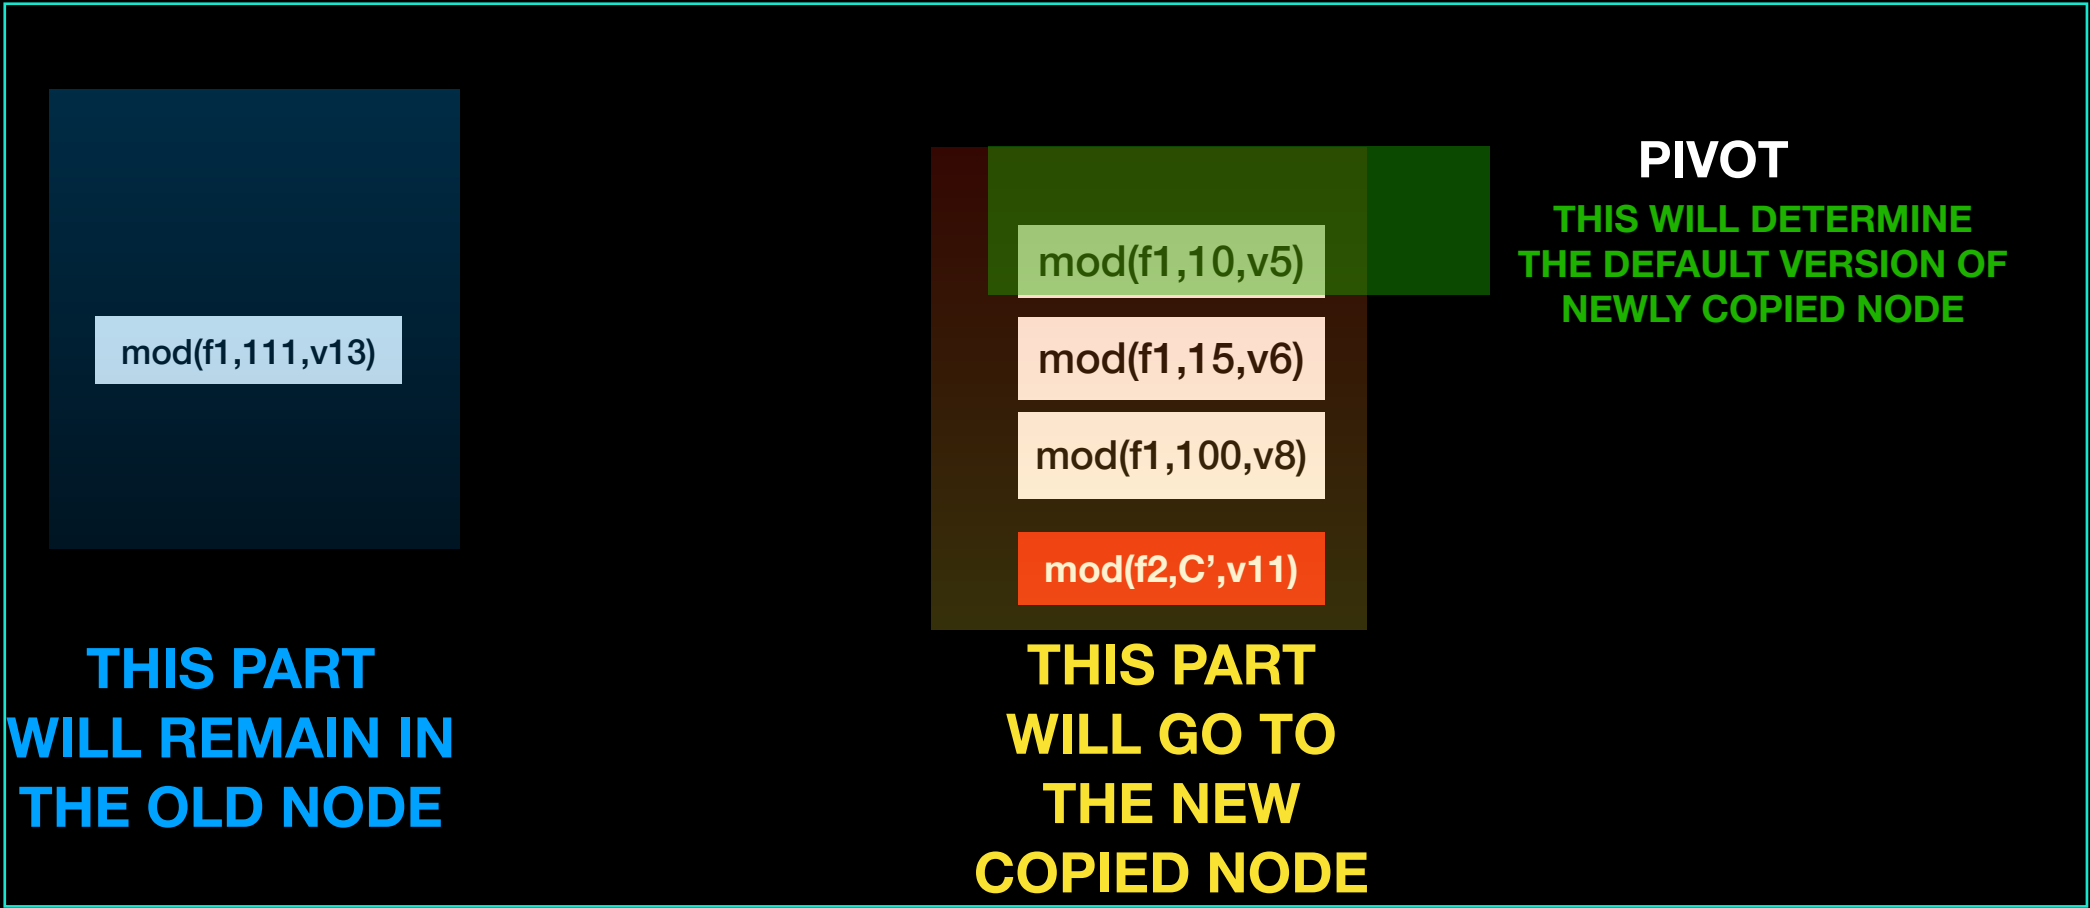 mod(f1,111,v13)
THIS PART
WILL REMAIN IN
THE OLD NODE
mod(f1,10,v5)
mod(f1,15,v6)
mod(f1,100,v8)
mod(f2,C’,v11)
THIS PART
WILL GO TO
THE NEW
COPIED NODE
PIVOT
THIS WILL DETERMINE
THE DEFAULT VERSION OF
NEWLY COPIED NODE